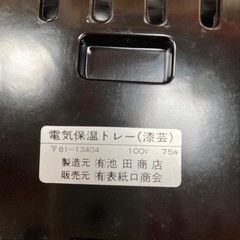 電気保温トレー(漆芸)
〒81-13404 100V 75W
製造元 ㈲池田商店
販売元 ㈲表紙口商会